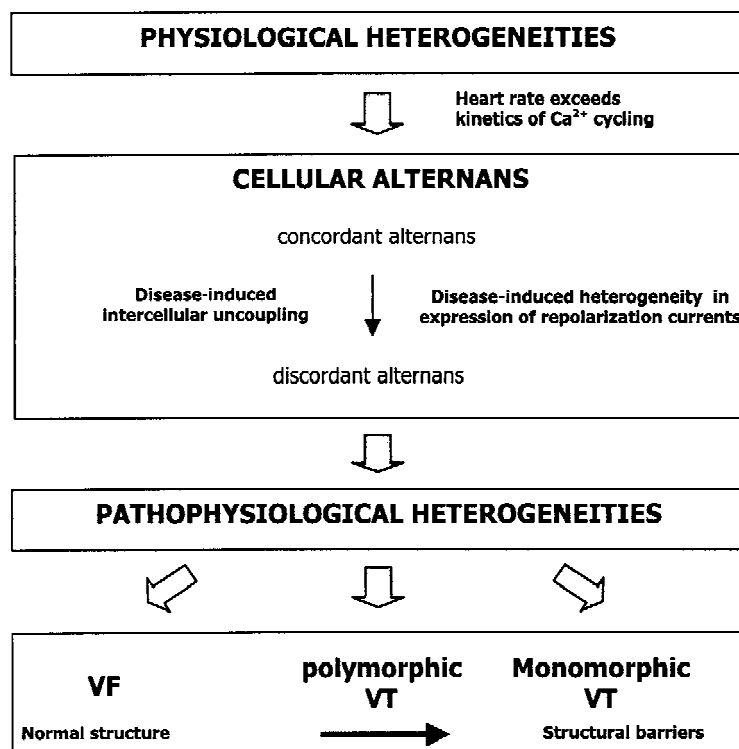 PHYSIOLOGICAL HETEROGENEITIES
Heart rate exceeds
kinetics of Ca²⁺ cycling
CELLULAR ALTERNANS
concordant alternans
Disease-induced
intercellular uncoupling
Disease-induced heterogeneity in
expression of repolarization currents
discordant alternans
PATHOPHYSIOLOGICAL HETEROGENEITIES
VF
polymorphic
VT
Monomorphic
VT
Normal structure
Structural barriers